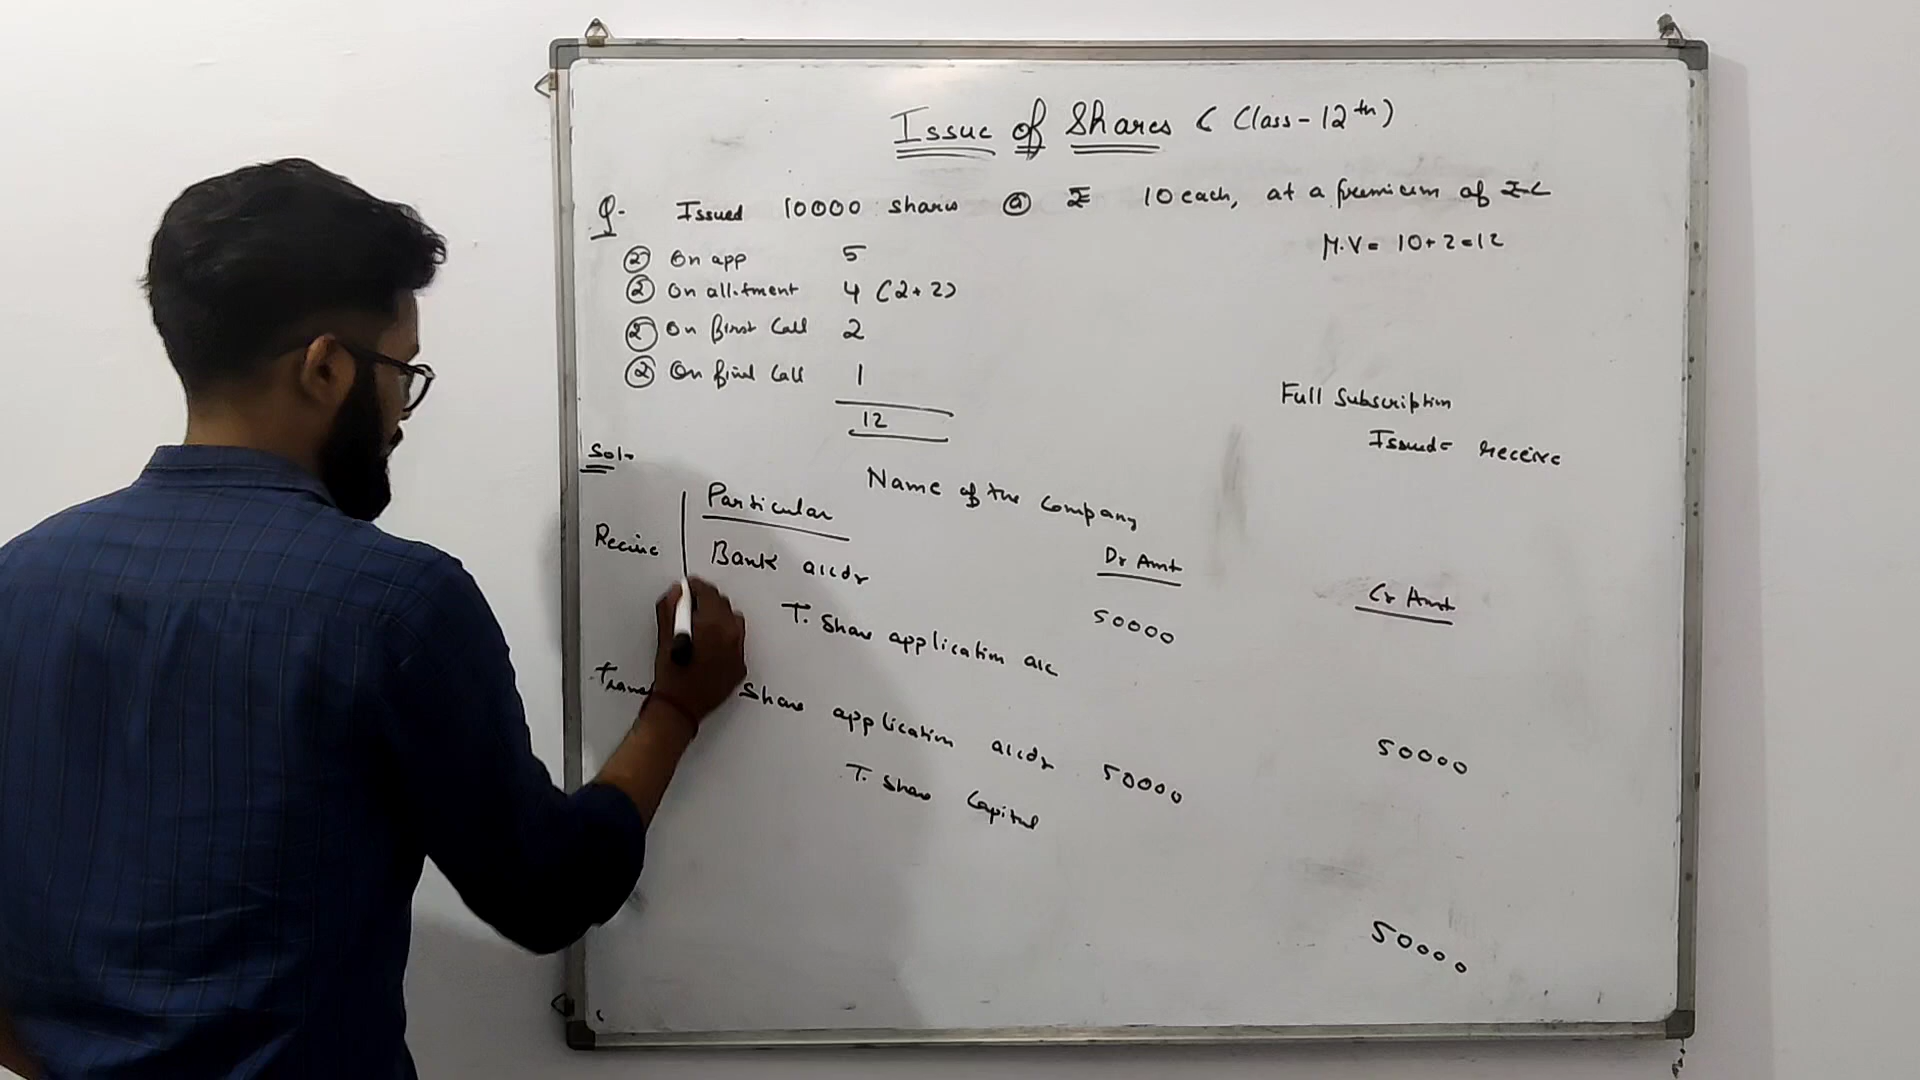 Issue of Shares ( Class - 12th )
Q- Issued 10000 shares @ ₹ 10 each, at a premium of ₹2
M.V = 10+2=12
② On app 5
② On allotment 4 (2+2)
② On first Call 2
② On final Call 1
12
Full Subscription
Issued= receive
Sol-
Name of the Company
Particular
Dr Amt
Cr Amt
Receive
Bank a/c dr
50000
T. Share application a/c
50000
Share application a/c dr 50000
T. Share Capital
50000